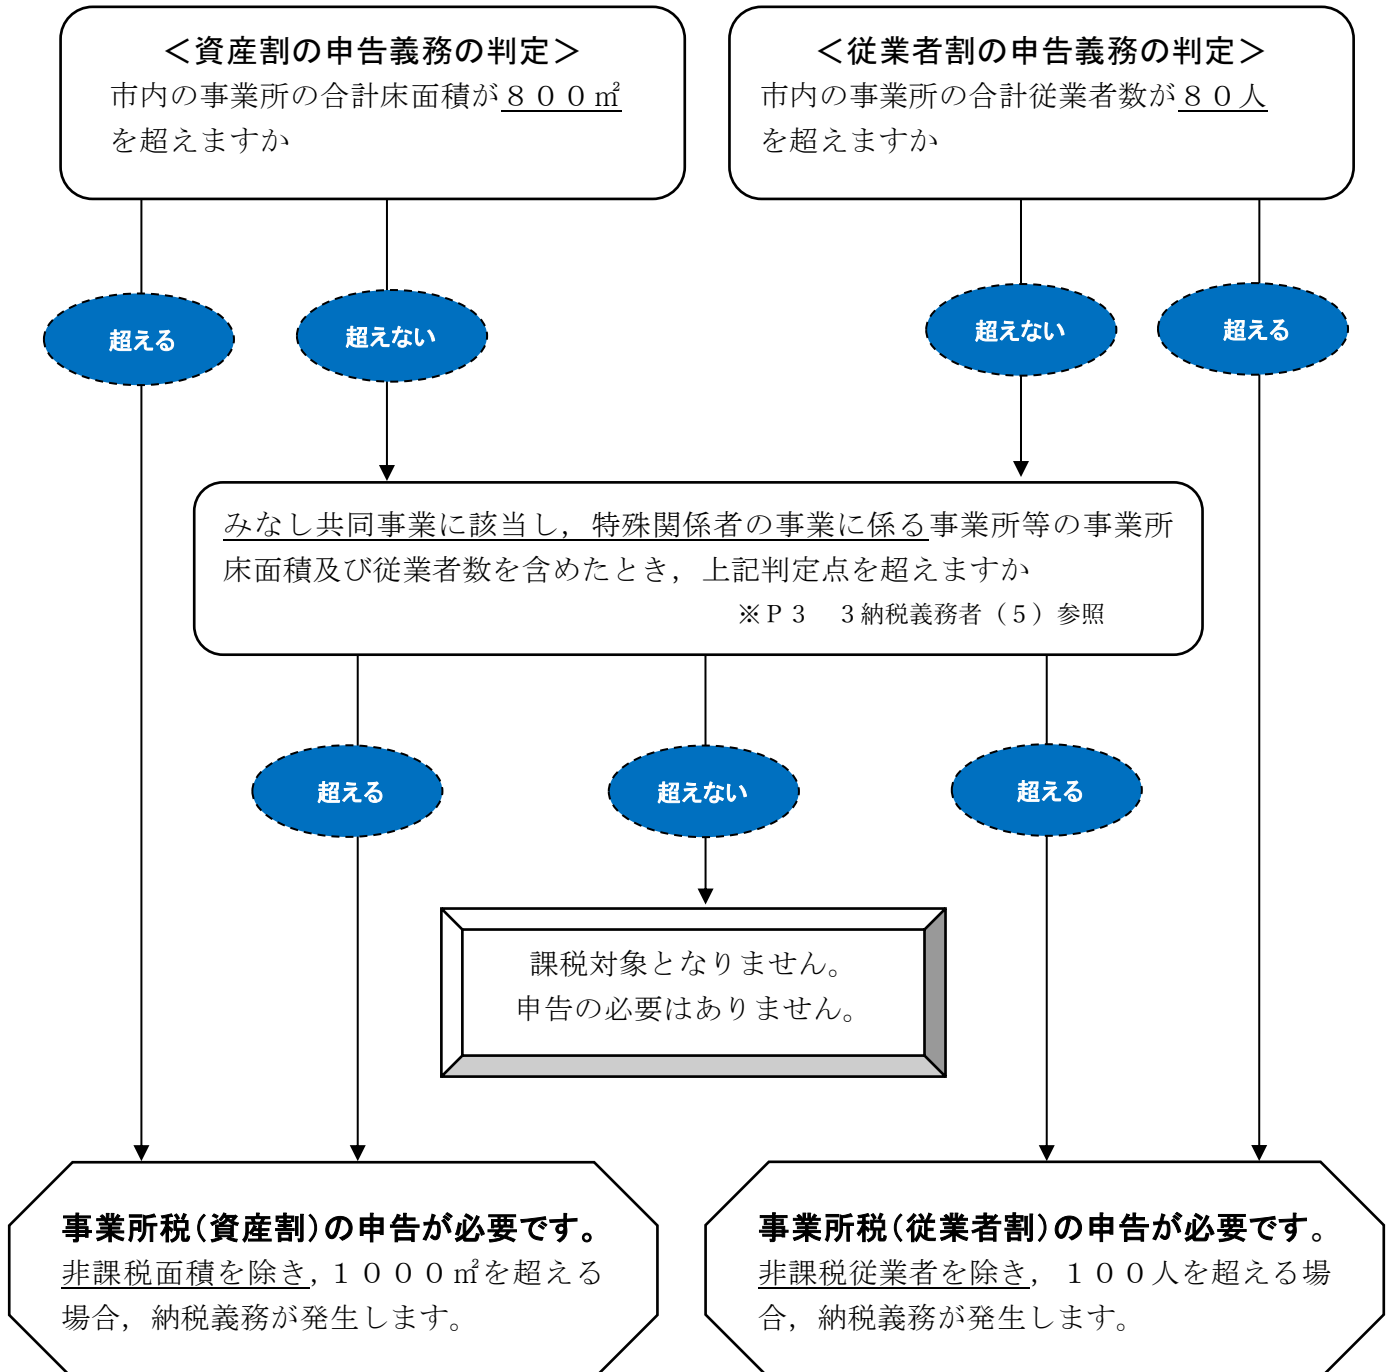 ＜資産割の申告義務の判定＞
市内の事業所の合計床面積が８００㎡
を超えますか
＜従業者割の申告義務の判定＞
市内の事業所の合計従業者数が８０人
を超えますか
超える
超えない
超えない
超える
みなし共同事業に該当し，特殊関係者の事業に係る事業所等の事業所
床面積及び従業者数を含めたとき，上記判定点を超えますか
※Ｐ３　３納税義務者（５）参照
超える
超えない
超える
課税対象となりません。
申告の必要はありません。
事業所税（資産割）の申告が必要です。
非課税面積を除き，１０００㎡を超える
場合，納税義務が発生します。
事業所税（従業者割）の申告が必要です。
非課税従業者を除き，１００人を超える場
合，納税義務が発生します。